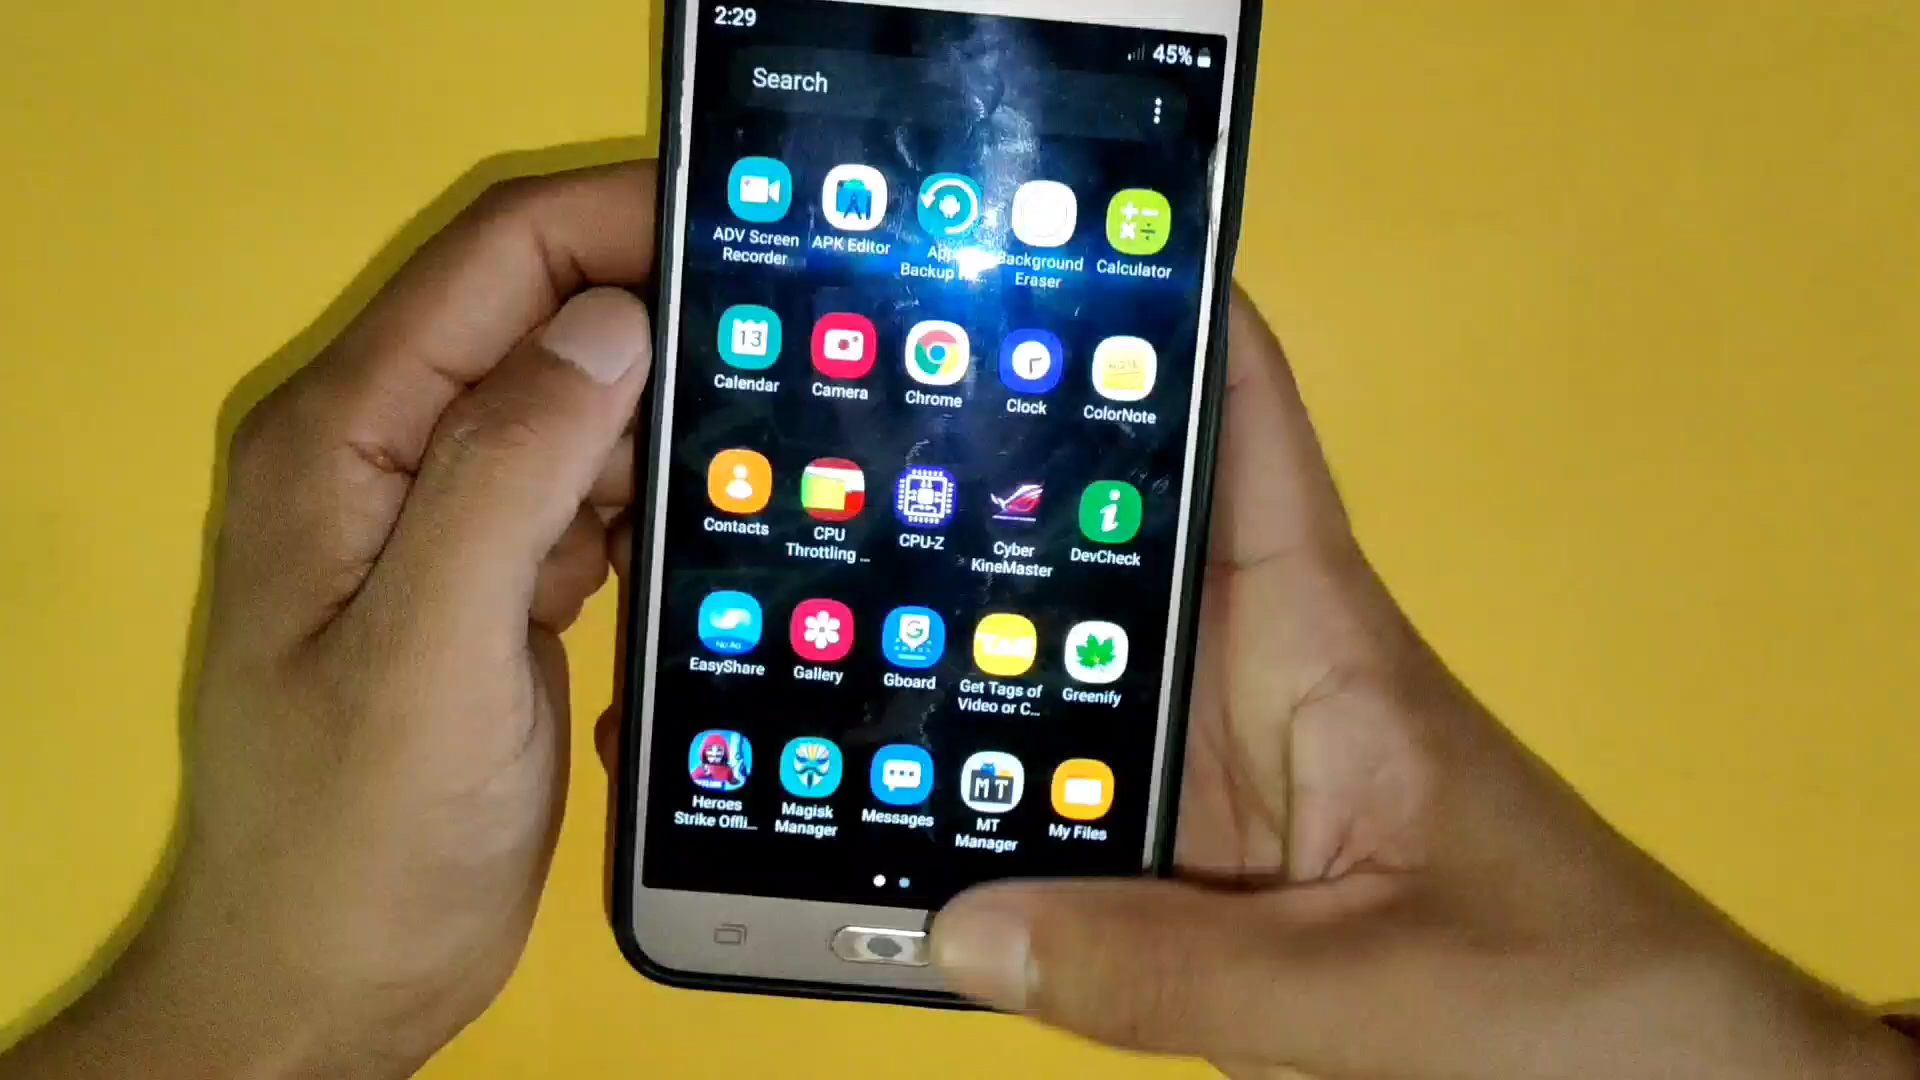 2:29
45%
Search
ADV Screen
Recorder
APK Editor
App
Backup
Background
Eraser
Calculator
13
Calendar
Camera
Chrome
Clock
ColorNote
Contacts
CPU
Throttling ...
CPU-Z
Cyber
KineMaster
DevCheck
EasyShare
Gallery
Gboard
Get Tags of
Video or C...
Greenify
Heroes
Strike Offli...
Magisk
Manager
Messages
MT
MT
Manager
My Files